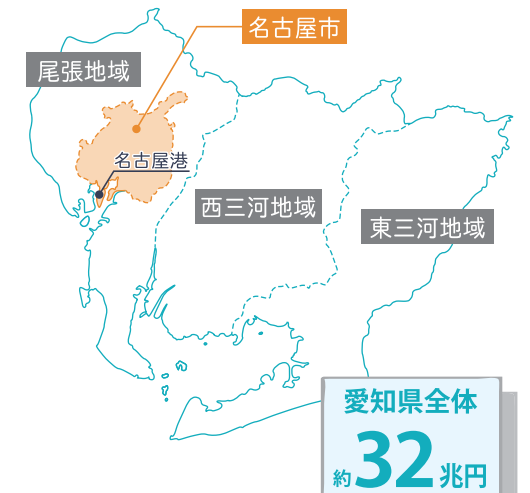 名古屋市
尾張地域
名古屋港
西三河地域
東三河地域
愛知県全体
約32兆円